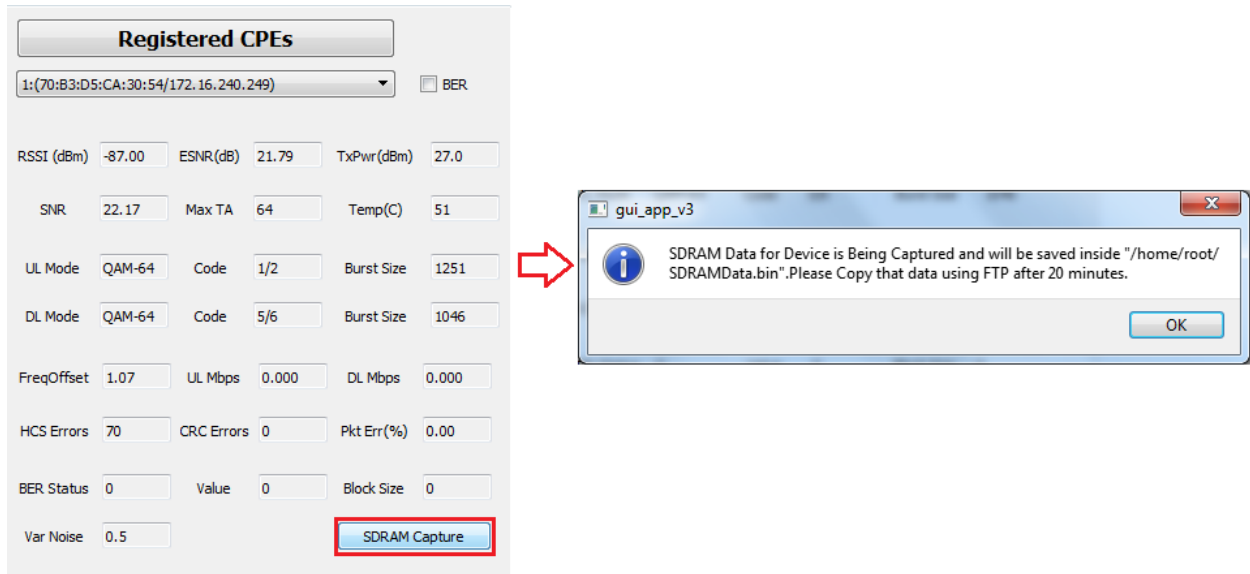 Registered CPEs
1:(70:B3:D5:CA:30:54/172.16.240.249) BER
RSSI (dBm) -87.00 ESNR(dB) 21.79 TxPwr(dBm) 27.0
SNR 22.17 Max TA 64 Temp(C) 51
UL Mode QAM-64 Code 1/2 Burst Size 1251
DL Mode QAM-64 Code 5/6 Burst Size 1046
FreqOffset 1.07 UL Mbps 0.000 DL Mbps 0.000
HCS Errors 70 CRC Errors 0 Pkt Err(%) 0.00
BER Status 0 Value 0 Block Size 0
Var Noise 0.5 SDRAM Capture
gui_app_v3
SDRAM Data for Device is Being Captured and will be saved inside "/home/root/
SDRAMData.bin".Please Copy that data using FTP after 20 minutes.
OK